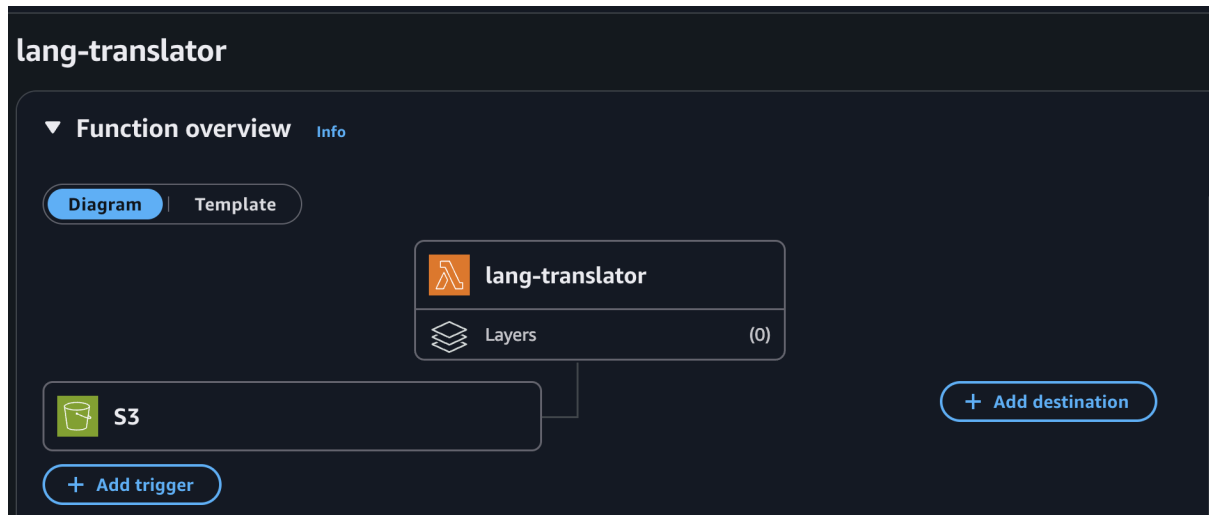 lang-translator
Function overview Info
Diagram Template
lang-translator
Layers (0)
S3
+ Add destination
+ Add trigger